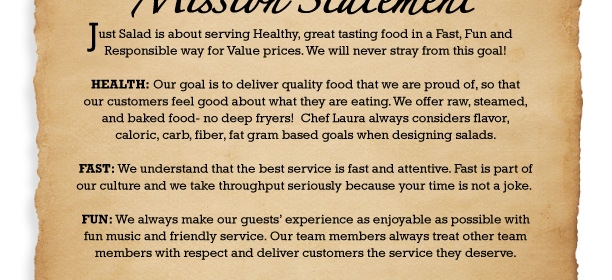 Mission Statement
Just Salad is about serving Healthy, great tasting food in a Fast, Fun and
Responsible way for Value prices. We will never stray from this goal!
HEALTH: Our goal is to deliver quality food that we are proud of, so that
our customers feel good about what they are eating. We offer raw, steamed,
and baked food- no deep fryers!  Chef Laura always considers flavor,
caloric, carb, fiber, fat gram based goals when designing salads.
FAST: We understand that the best service is fast and attentive. Fast is part of
our culture and we take throughput seriously because your time is not a joke.
FUN: We always make our guests’ experience as enjoyable as possible with
fun music and friendly service. Our team members always treat other team
members with respect and deliver customers the service they deserve.